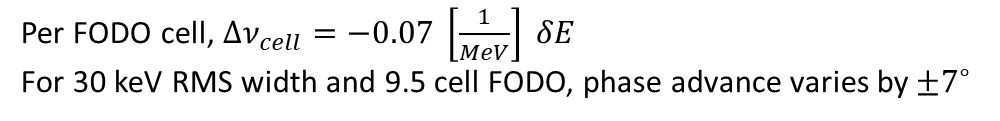 Per FODO cell, Δν_cell = −0.07 [1/MeV] δE
For 30 keV RMS width and 9.5 cell FODO, phase advance varies by ±7°